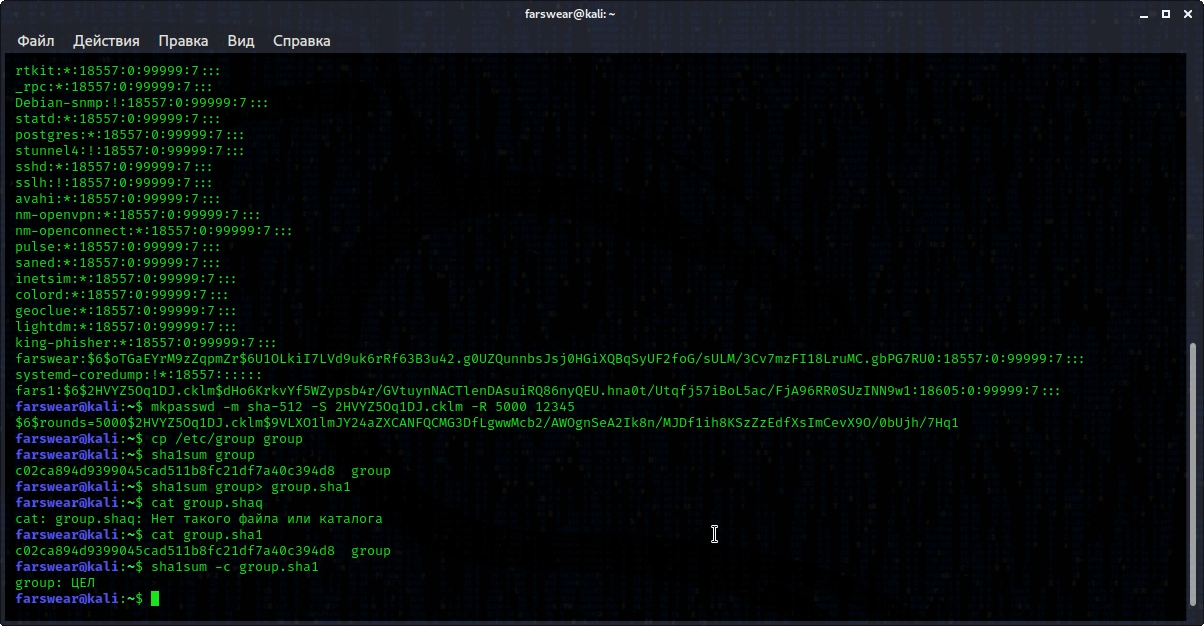 farswear@kali: ~
Файл Действия Правка Вид Справка
rtkit:*:18557:0:99999:7:::
_rpc:*:18557:0:99999:7:::
Debian-snmp:!:18557:0:99999:7:::
statd:*:18557:0:99999:7:::
postgres:*:18557:0:99999:7:::
stunnel4:!:18557:0:99999:7:::
sshd:*:18557:0:99999:7:::
sslh:!:18557:0:99999:7:::
avahi:*:18557:0:99999:7:::
nm-openvpn:*:18557:0:99999:7:::
nm-openconnect:*:18557:0:99999:7:::
pulse:*:18557:0:99999:7:::
saned:*:18557:0:99999:7:::
inetsim:*:18557:0:99999:7:::
colord:*:18557:0:99999:7:::
geoclue:*:18557:0:99999:7:::
lightdm:*:18557:0:99999:7:::
king-phisher:*:18557:0:99999:7:::
farswear:$6$oTGaEYrM9zZqpmZr$6U1OLkiI7LVd9uk6rRf63B3u42.g0UZQunnbsJsj0HGiXQBqSyUF2foG/sULM/3Cv7mzFI18LruMC.gbPG7RU0:18557:0:99999:7:::
systemd-coredump:!*:18557::::::
fars1:$6$2HVYZ5Oq1DJ.cklm$dHo6KrkvYf5WZypsb4r/GVtuynNACTlenDAsuiRQ86nyQEU.hna0t/Utqfj57iBoL5ac/FjA96RR0SUzINN9w1:18605:0:99999:7:::
farswear@kali:~$ mkpasswd -m sha-512 -S 2HVYZ5Oq1DJ.cklm -R 5000 12345
$6$rounds=5000$2HVYZ5Oq1DJ.cklm$9VLXO1lmJY24aZXCANFQCMG3DfLgwwMcb2/AWOgnSeA2Ik8n/MJDf1ih8KSzZzEdfXsImCevX9O/0bUjh/7Hq1
farswear@kali:~$ cp /etc/group group
farswear@kali:~$ sha1sum group
c02ca894d9399045cad511b8fc21df7a40c394d8  group
farswear@kali:~$ sha1sum group> group.sha1
farswear@kali:~$ cat group.shaq
cat: group.shaq: Нет такого файла или каталога
farswear@kali:~$ cat group.sha1
c02ca894d9399045cad511b8fc21df7a40c394d8  group
farswear@kali:~$ sha1sum -c group.sha1
group: ЦЕЛ
farswear@kali:~$